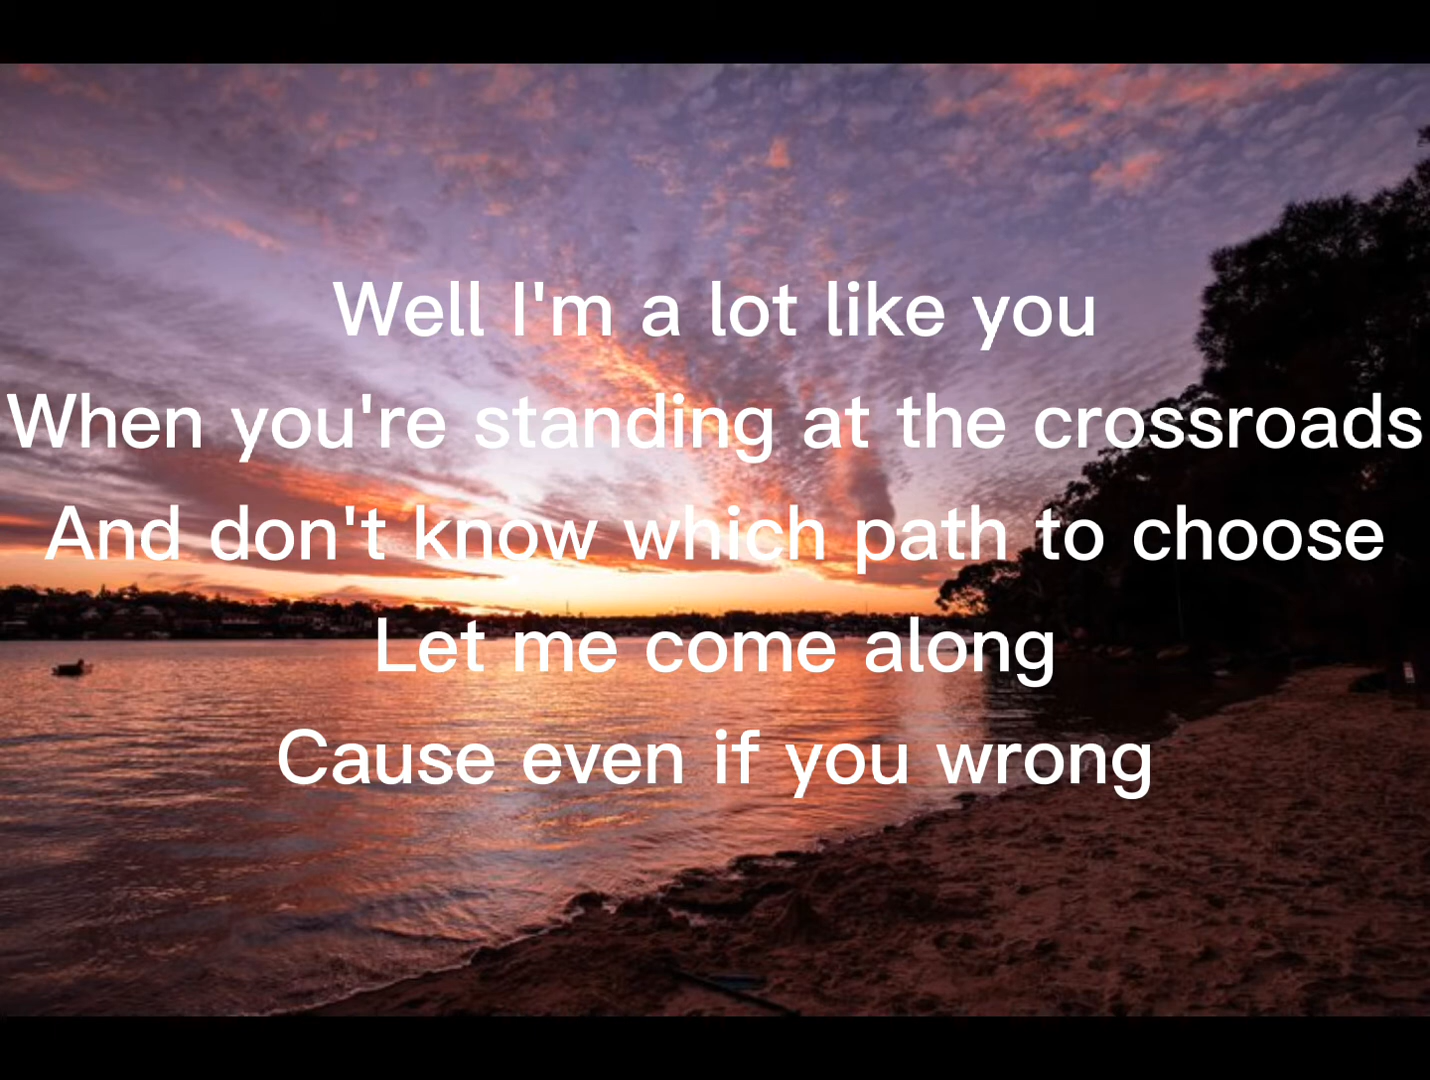 Well I'm a lot like you
When you're standing at the crossroads
And don't know which path to choose
Let me come along
Cause even if you wrong